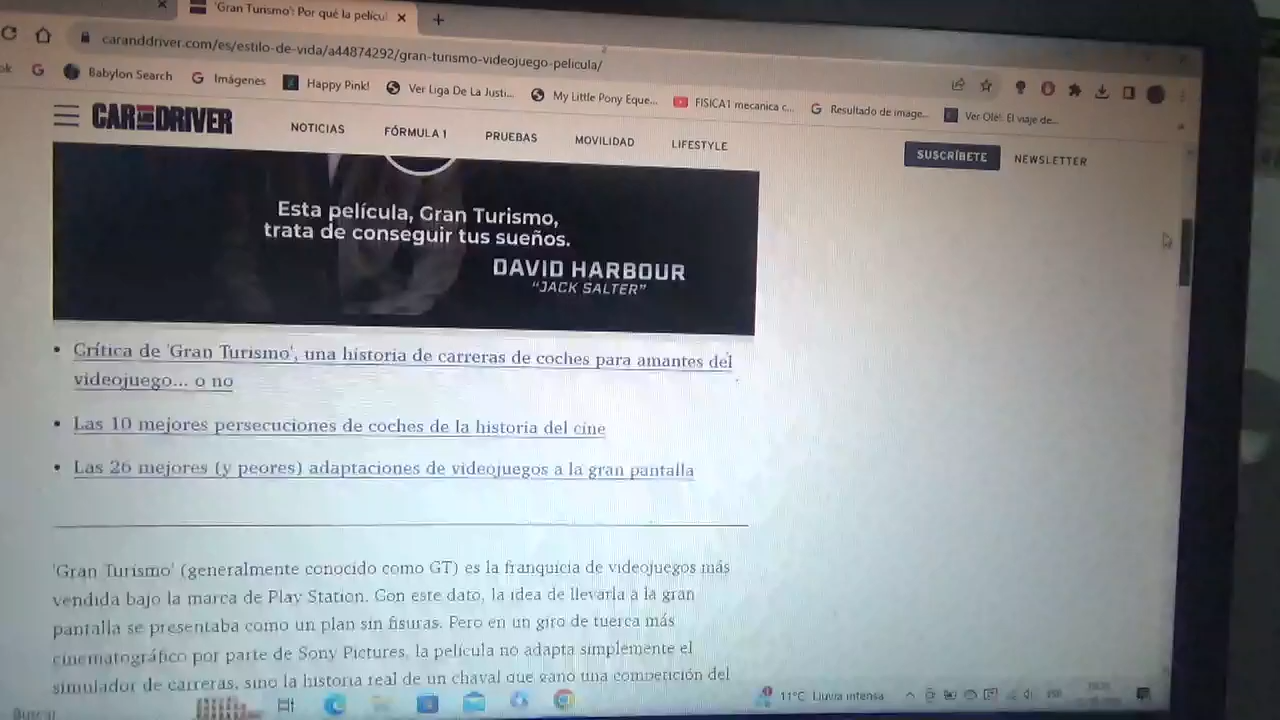 'Gran Turismo': Por qué la pelícu
caranddriver.com/es/estilo-de-vida/a44874292/gran-turismo-videojuego-pelicula/
ok
Babylon Search
Imágenes
Happy Pink!
Ver Liga De La Justi...
My Little Pony Eque...
FISICA1 mecanica c...
Resultado de image...
Ver Olé!. El viaje de...
CAR AND DRIVER
NOTICIAS
FÓRMULA 1
PRUEBAS
MOVILIDAD
LIFESTYLE
SUSCRÍBETE
NEWSLETTER
Esta película, Gran Turismo,
trata de conseguir tus sueños.
DAVID HARBOUR
"JACK SALTER"
• Crítica de 'Gran Turismo', una historia de carreras de coches para amantes del
videojuego... o no
• Las 10 mejores persecuciones de coches de la historia del cine
• Las 26 mejores (y peores) adaptaciones de videojuegos a la gran pantalla
'Gran Turismo' (generalmente conocido como GT) es la franquicia de videojuegos más
vendida bajo la marca de Play Station. Con este dato, la idea de llevarla a la gran
pantalla se presentaba como un plan sin fisuras. Pero en un giro de tuerca más
cinematográfico por parte de Sony Pictures, la película no adapta simplemente el
simulador de carreras, sino la historia real de un chaval que ganó una competición del
Buscar
11°C Lluvia intensa